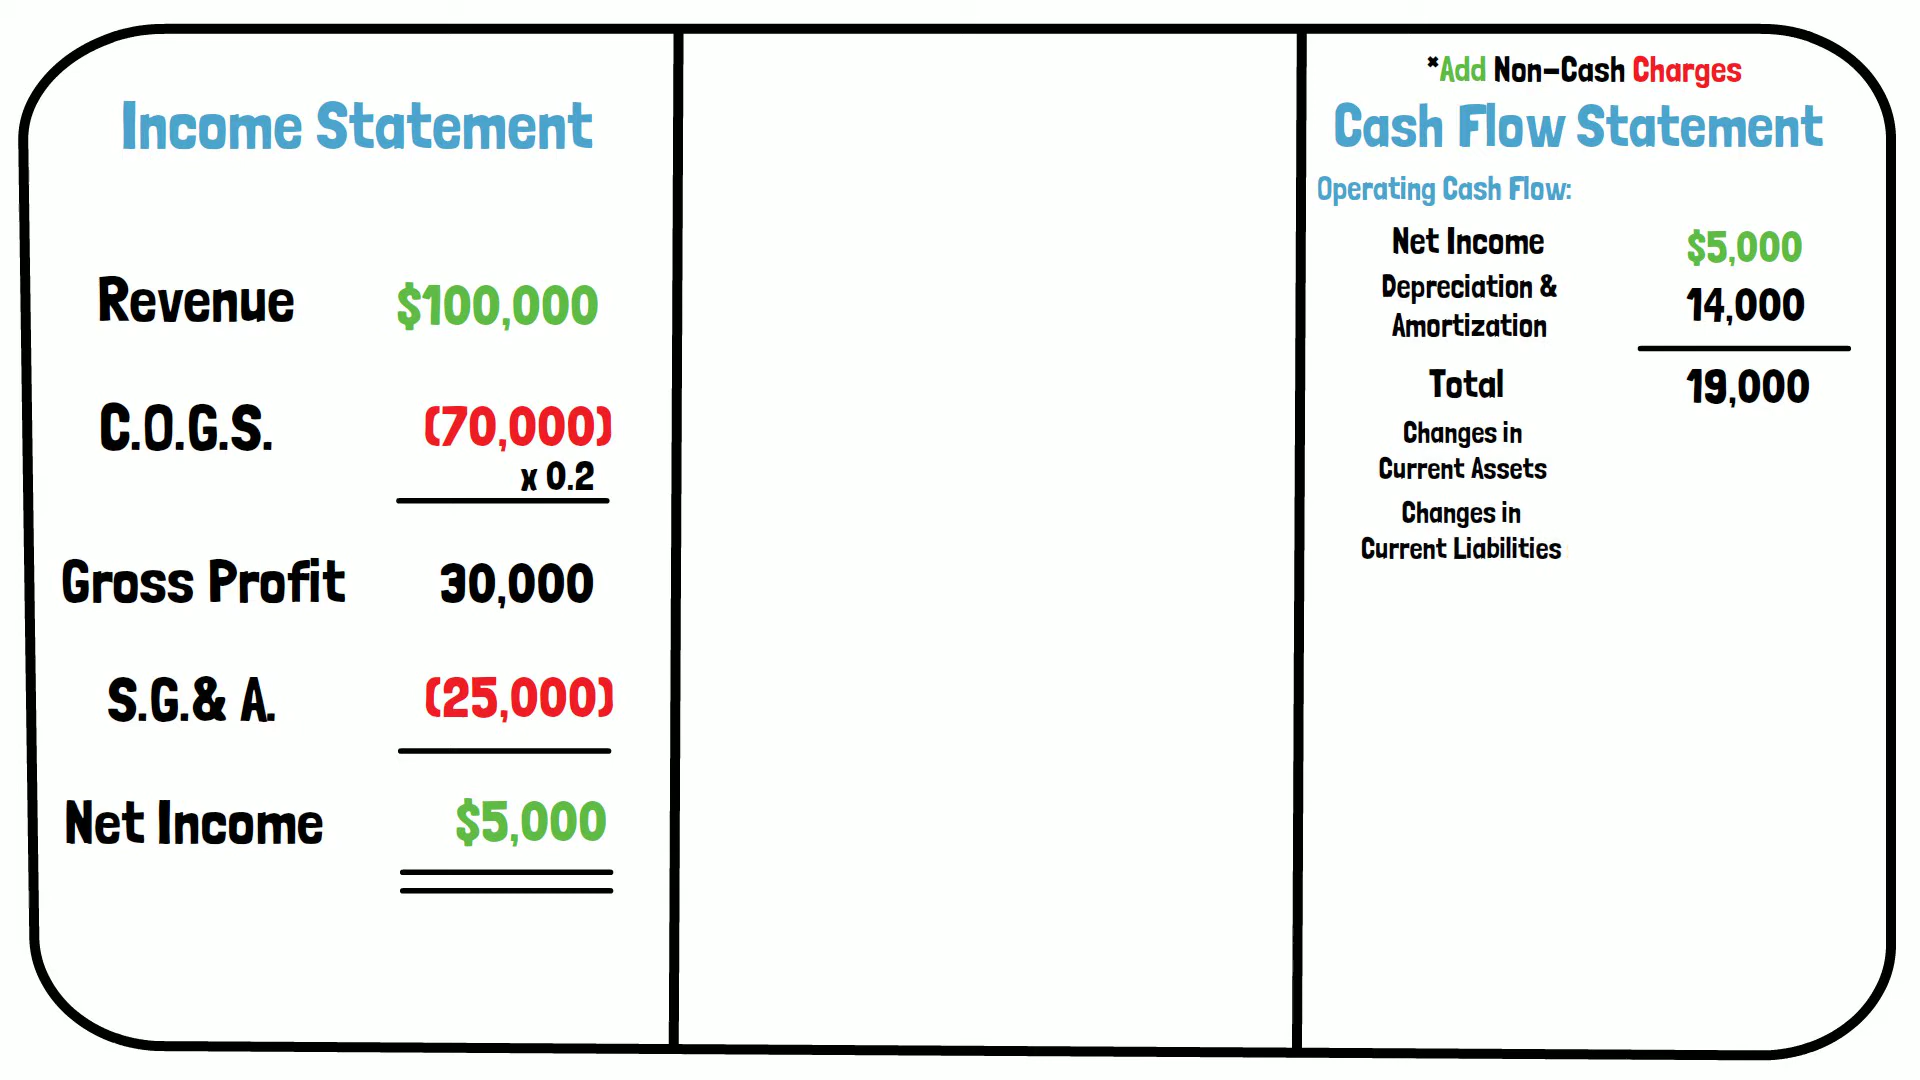 Income Statement
Revenue $100,000
C.O.G.S. (70,000)
x 0.2
Gross Profit 30,000
S.G.& A. (25,000)
Net Income $5,000
*Add Non-Cash Charges
Cash Flow Statement
Operating Cash Flow:
Net Income $5,000
Depreciation &
Amortization 14,000
Total 19,000
Changes in
Current Assets
Changes in
Current Liabilities